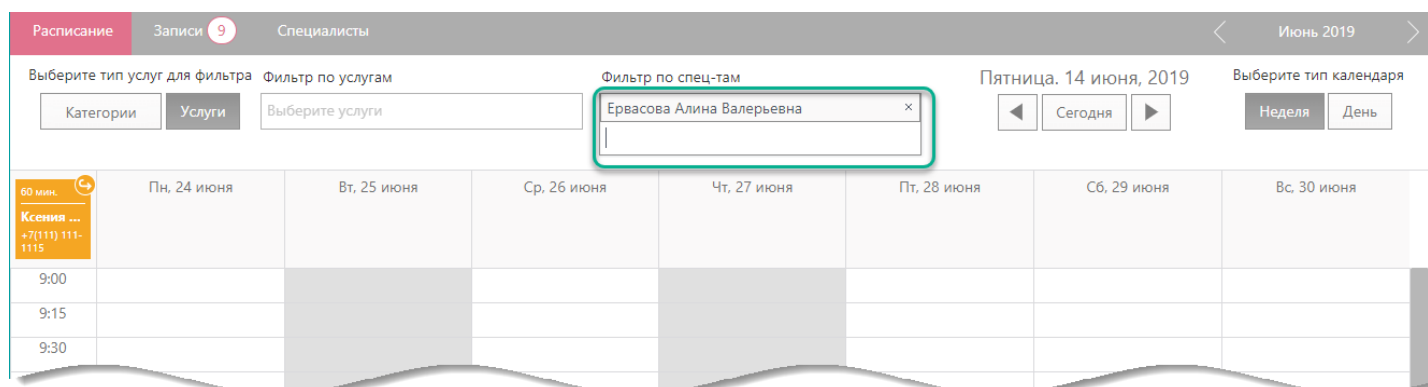 Расписание Записи 9 Специалисты Июнь 2019
Выберите тип услуг для фильтра Фильтр по услугам Фильтр по спец-там Пятница. 14 июня, 2019 Выберите тип календаря
Категории Услуги Выберите услуги Ервасова Алина Валерьевна × Сегодня Неделя День
60 мин. Пн, 24 июня Вт, 25 июня Ср, 26 июня Чт, 27 июня Пт, 28 июня Сб, 29 июня Вс, 30 июня
Ксения ...
+7(111) 111-
1115
9:00
9:15
9:30